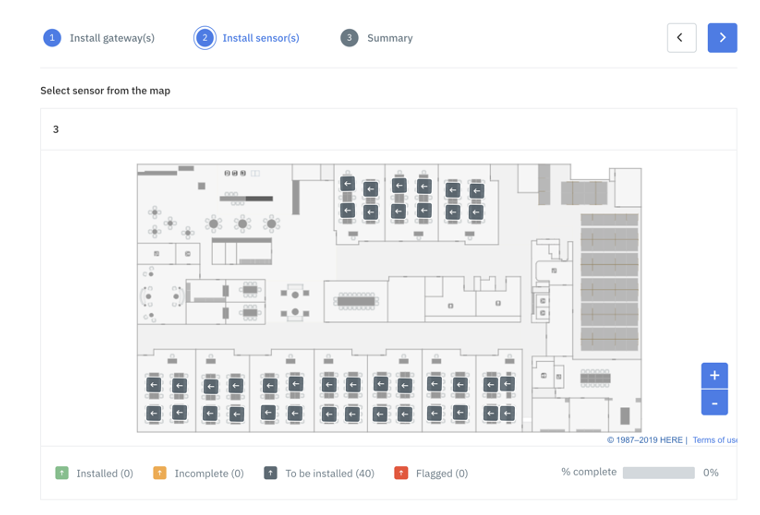 1 Install gateway(s) 2 Install sensor(s) 3 Summary
Select sensor from the map
3
+
-
© 1987–2019 HERE | Terms of use
Installed (0) Incomplete (0) To be installed (40) Flagged (0) % complete 0%